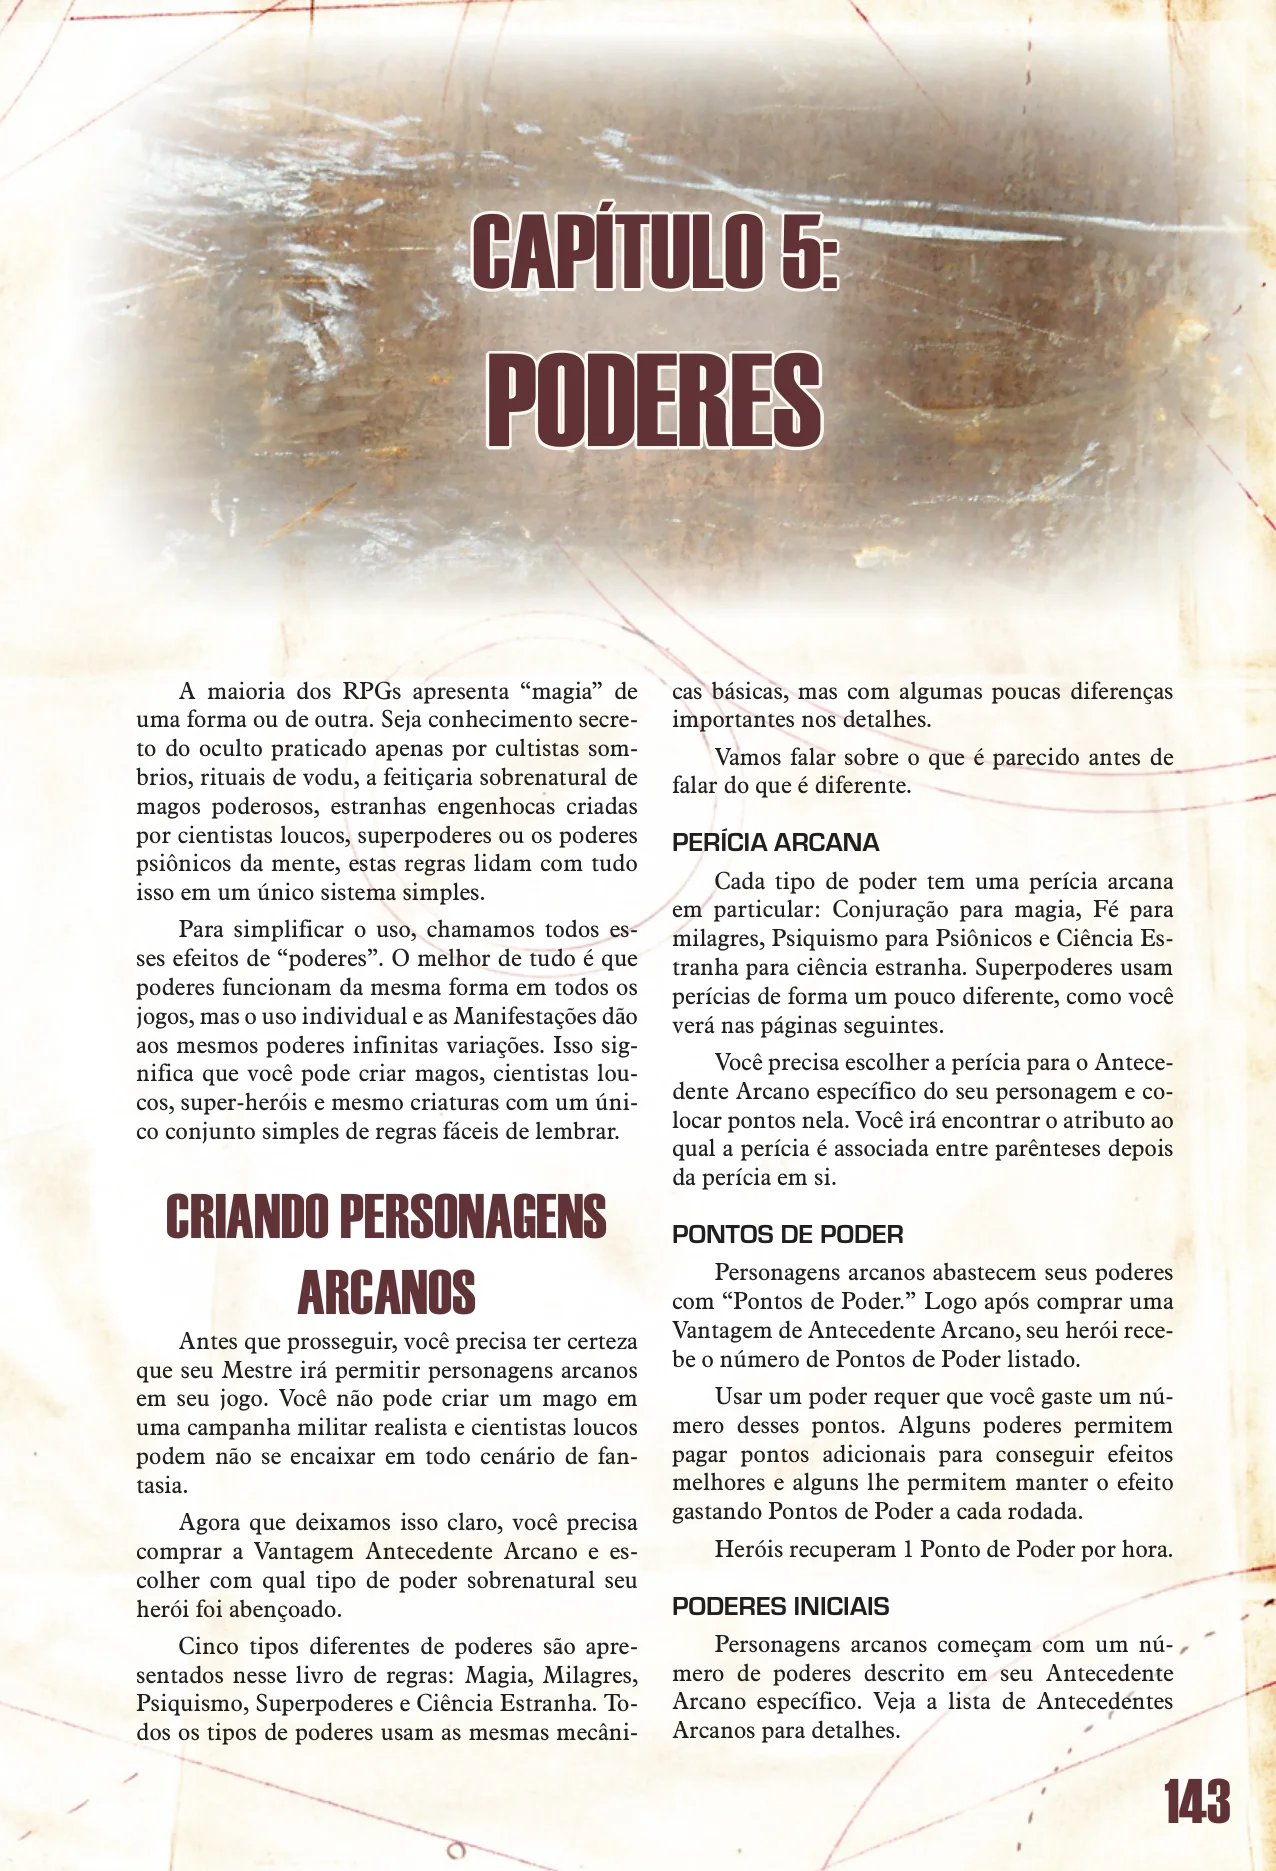 CAPÍTULO 5:
PODERES
A maioria dos RPGs apresenta “magia” de
uma forma ou de outra. Seja conhecimento secre-
to do oculto praticado apenas por cultistas som-
brios, rituais de vodu, a feitiçaria sobrenatural de
magos poderosos, estranhas engenhocas criadas
por cientistas loucos, superpoderes ou os poderes
psiônicos da mente, estas regras lidam com tudo
isso em um único sistema simples.
Para simplificar o uso, chamamos todos es-
ses efeitos de “poderes”. O melhor de tudo é que
poderes funcionam da mesma forma em todos os
jogos, mas o uso individual e as Manifestações dão
aos mesmos poderes infinitas variações. Isso sig-
nifica que você pode criar magos, cientistas lou-
cos, super-heróis e mesmo criaturas com um úni-
co conjunto simples de regras fáceis de lembrar.
CRIANDO PERSONAGENS
ARCANOS
Antes que prosseguir, você precisa ter certeza
que seu Mestre irá permitir personagens arcanos
em seu jogo. Você não pode criar um mago em
uma campanha militar realista e cientistas loucos
podem não se encaixar em todo cenário de fan-
tasia.
Agora que deixamos isso claro, você precisa
comprar a Vantagem Antecedente Arcano e es-
colher com qual tipo de poder sobrenatural seu
herói foi abençoado.
Cinco tipos diferentes de poderes são apre-
sentados nesse livro de regras: Magia, Milagres,
Psiquismo, Superpoderes e Ciência Estranha. To-
dos os tipos de poderes usam as mesmas mecâni-
cas básicas, mas com algumas poucas diferenças
importantes nos detalhes.
Vamos falar sobre o que é parecido antes de
falar do que é diferente.
PERÍCIA ARCANA
Cada tipo de poder tem uma perícia arcana
em particular: Conjuração para magia, Fé para
milagres, Psiquismo para Psiônicos e Ciência Es-
tranha para ciência estranha. Superpoderes usam
perícias de forma um pouco diferente, como você
verá nas páginas seguintes.
Você precisa escolher a perícia para o Antece-
dente Arcano específico do seu personagem e co-
locar pontos nela. Você irá encontrar o atributo ao
qual a perícia é associada entre parênteses depois
da perícia em si.
PONTOS DE PODER
Personagens arcanos abastecem seus poderes
com “Pontos de Poder.” Logo após comprar uma
Vantagem de Antecedente Arcano, seu herói rece-
be o número de Pontos de Poder listado.
Usar um poder requer que você gaste um nú-
mero desses pontos. Alguns poderes permitem
pagar pontos adicionais para conseguir efeitos
melhores e alguns lhe permitem manter o efeito
gastando Pontos de Poder a cada rodada.
Heróis recuperam 1 Ponto de Poder por hora.
PODERES INICIAIS
Personagens arcanos começam com um nú-
mero de poderes descrito em seu Antecedente
Arcano específico. Veja a lista de Antecedentes
Arcanos para detalhes.
143